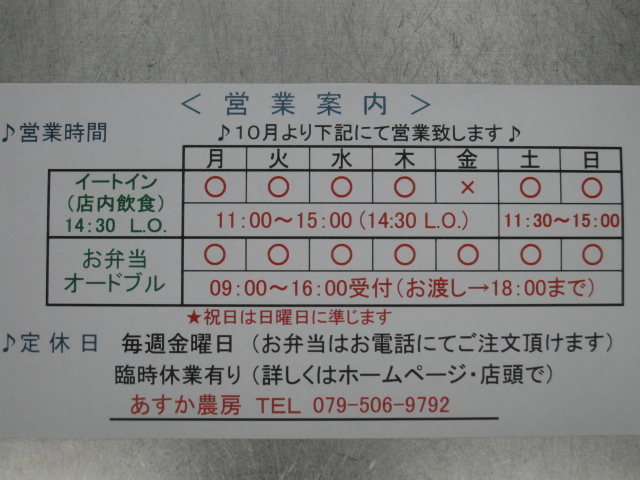 ＜ 営 業 案 内 ＞
♪営業時間 ♪１０月より下記にて営業致します♪
月 火 水 木 金 土 日
イートイン ○ ○ ○ ○ × ○ ○
（店内飲食）
14:30 L.O. 11:00～15:00（14:30 L.O.） 11:30～15:00
お弁当 ○ ○ ○ ○ ○ ○ ○
オードブル 09:00～16:00受付（お渡し→18:00まで）
★祝日は日曜日に準じます
♪定 休 日 毎週金曜日 （お弁当はお電話にてご注文頂けます）
臨時休業有り（詳しくはホームページ・店頭で）
あすか農房 TEL 079-506-9792